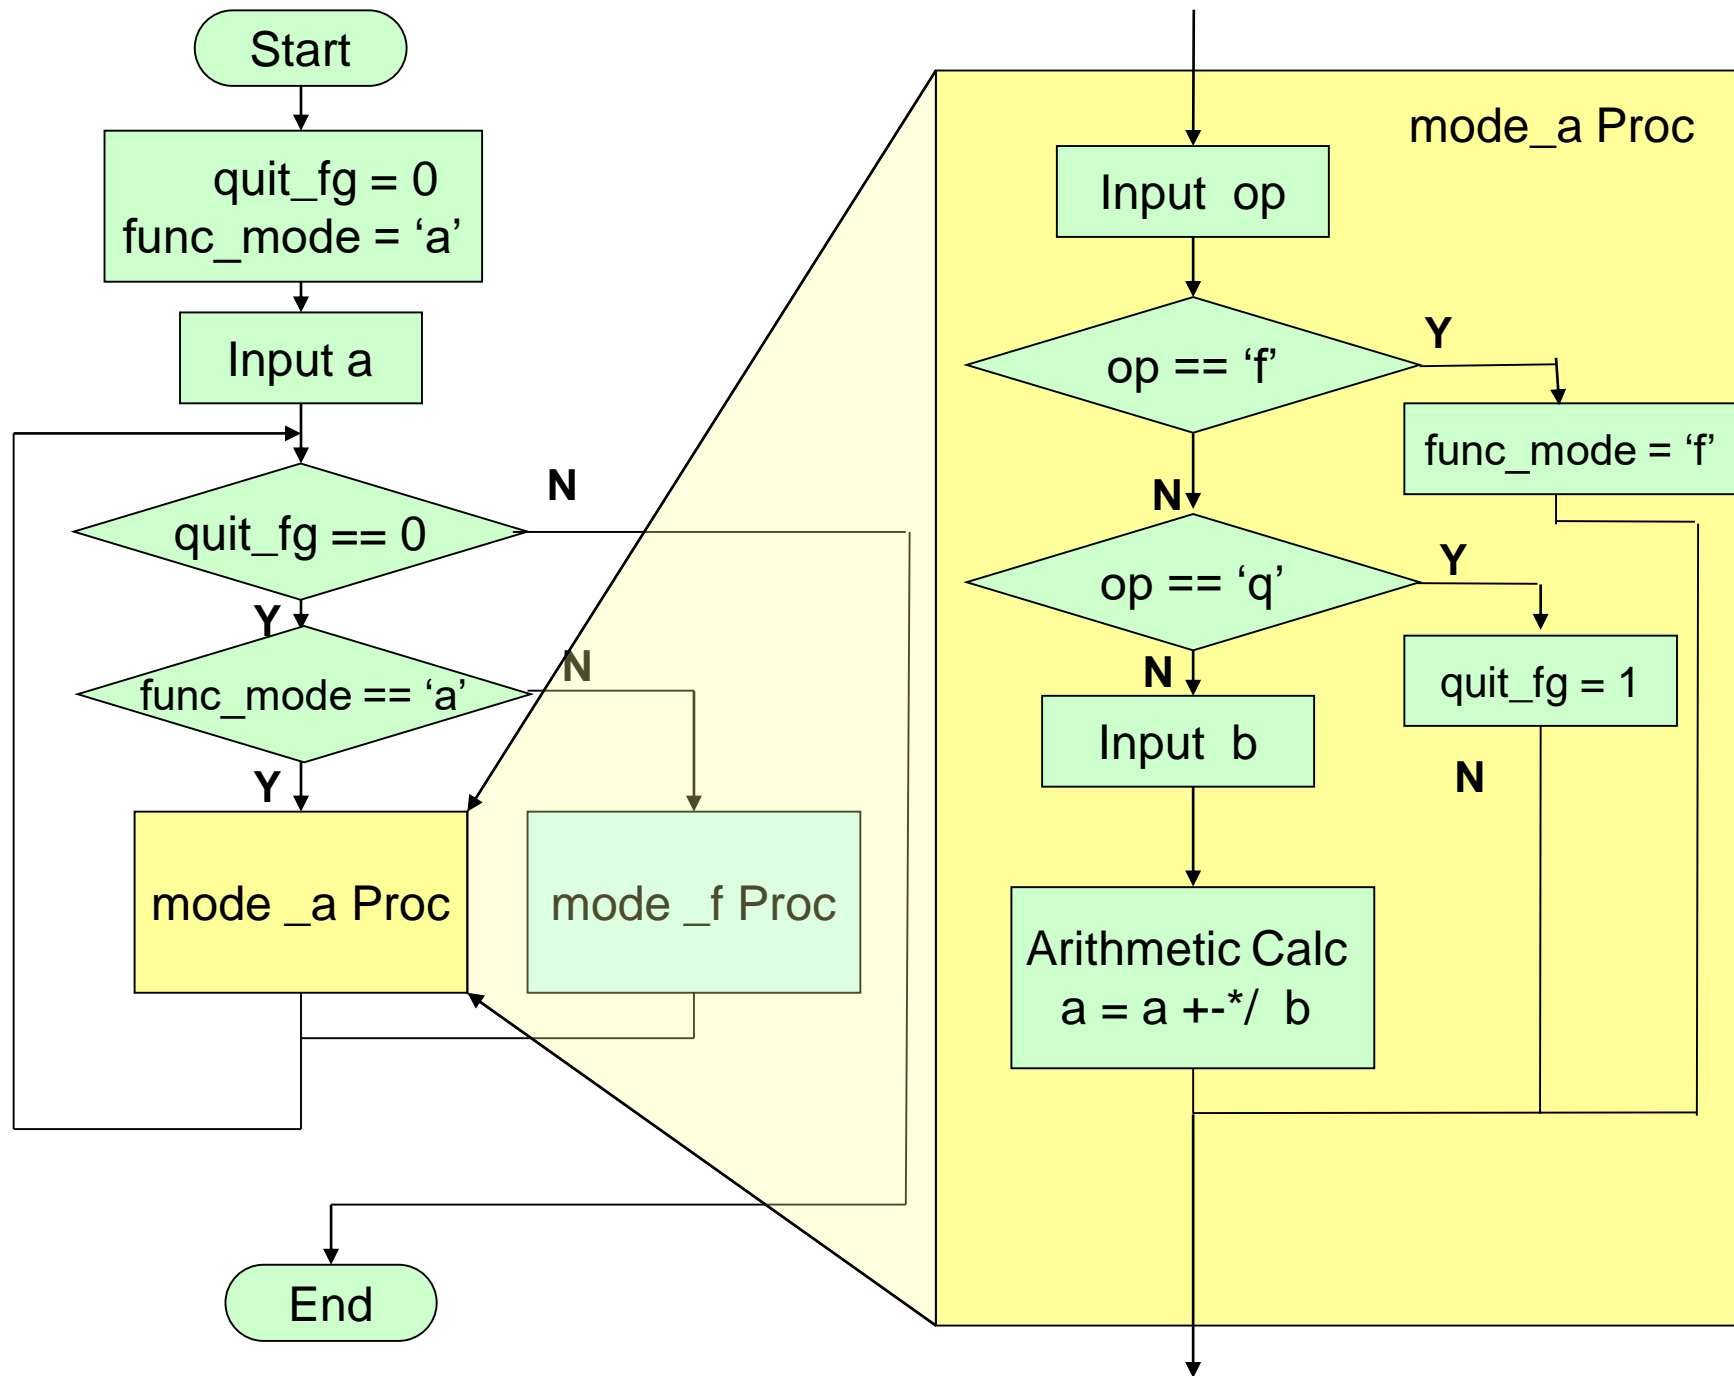 Start
quit_fg = 0
func_mode = ‘a’
Input a
quit_fg == 0
N
Y
func_mode == ‘a’
N
Y
mode _a Proc
mode _f Proc
End
mode_a Proc
Input op
op == ‘f’
Y
func_mode = ‘f’
N
op == ‘q’
Y
quit_fg = 1
N
N
Input b
Arithmetic Calc
a = a +-*/ b